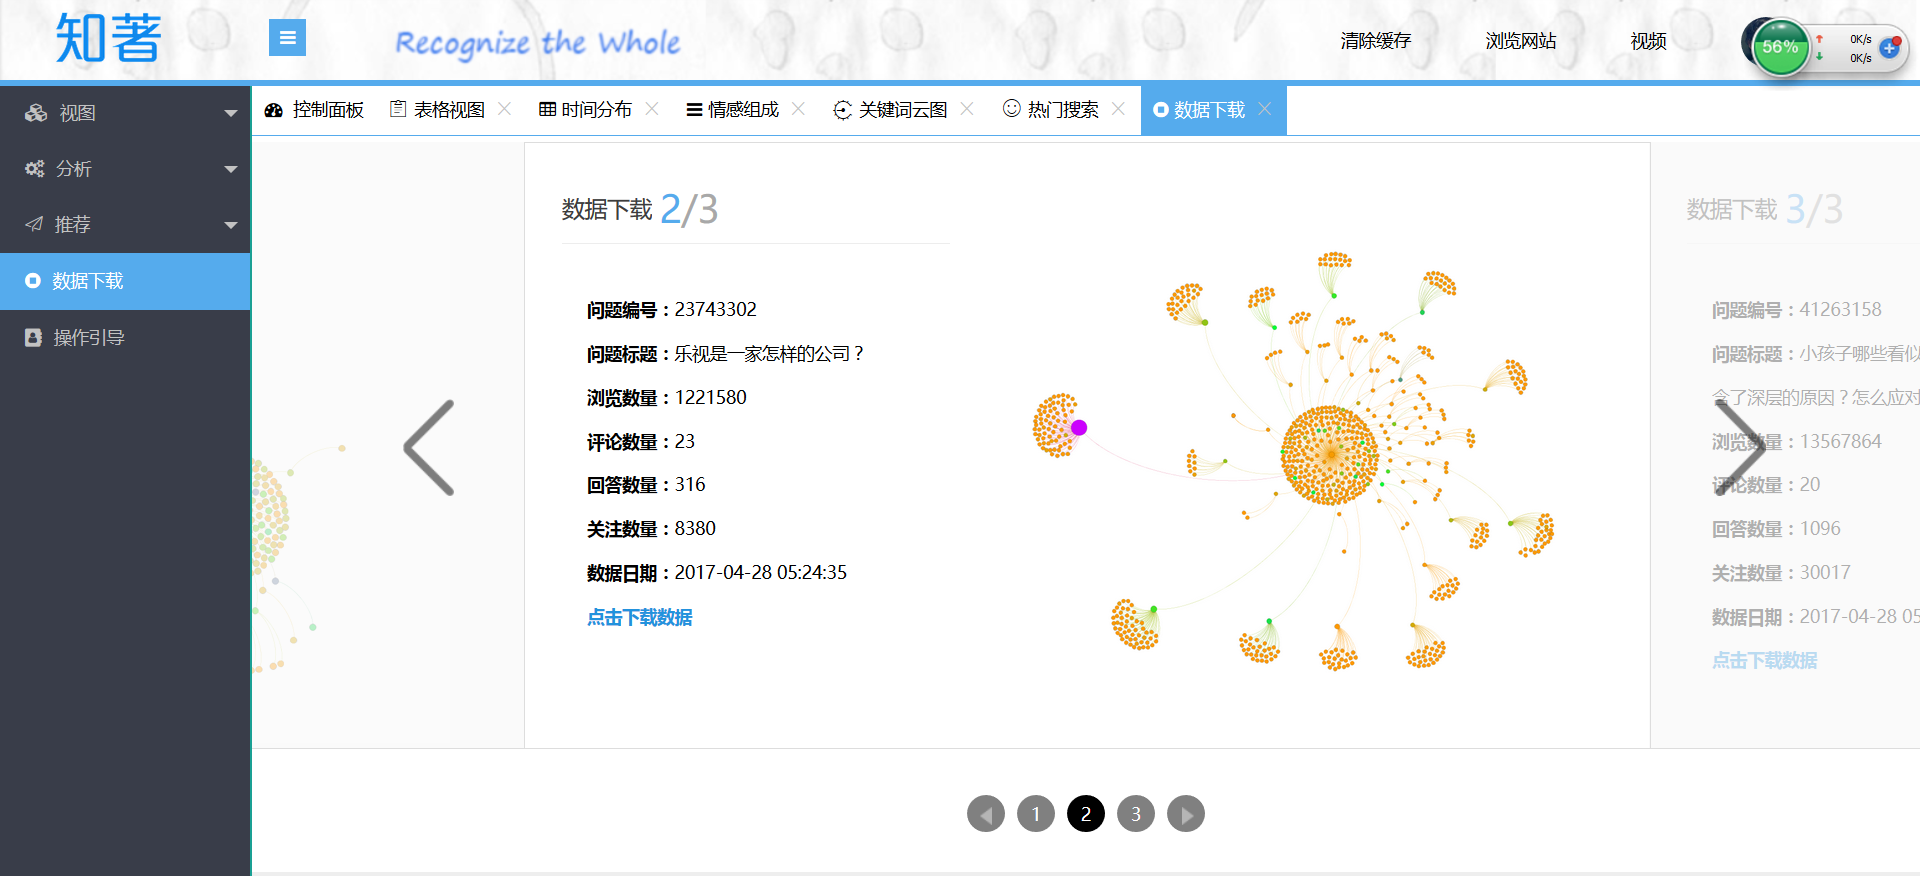 知著
Recognize the Whole
清除缓存
浏览网站
视频
56%
0K/s
0K/s
视图
分析
推荐
数据下载
操作引导
控制面板
表格视图
时间分布
情感组成
关键词云图
热门搜索
数据下载
数据下载 2/3
问题编号：23743302
问题标题：乐视是一家怎样的公司？
浏览数量：1221580
评论数量：23
回答数量：316
关注数量：8380
数据日期：2017-04-28 05:24:35
点击下载数据
数据下载 3/3
问题编号：41263158
问题标题：小孩子哪些看似
含了深层的原因？怎么应对
浏览数量：13567864
评论数量：20
回答数量：1096
关注数量：30017
数据日期：2017-04-28 05
点击下载数据
1
2
3